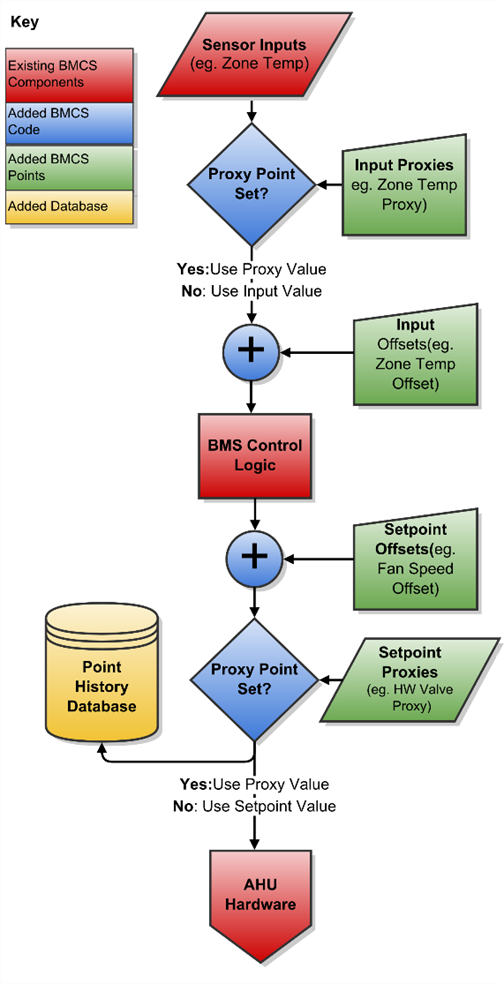 Key
Existing BMCS
Components
Added BMCS
Code
Added BMCS
Points
Added Database
Sensor Inputs
(eg. Zone Temp)
Proxy Point
Set?
Input Proxies
eg. Zone Temp
Proxy)
Yes:Use Proxy Value
No: Use Input Value
+
Input
Offsets(eg.
Zone Temp
Offset)
BMS Control
Logic
+
Setpoint
Offsets(eg.
Fan Speed
Offset)
Point
History
Database
Proxy Point
Set?
Setpoint
Proxies
(eg. HW Valve
Proxy)
Yes:Use Proxy Value
No: Use Setpoint Value
AHU
Hardware